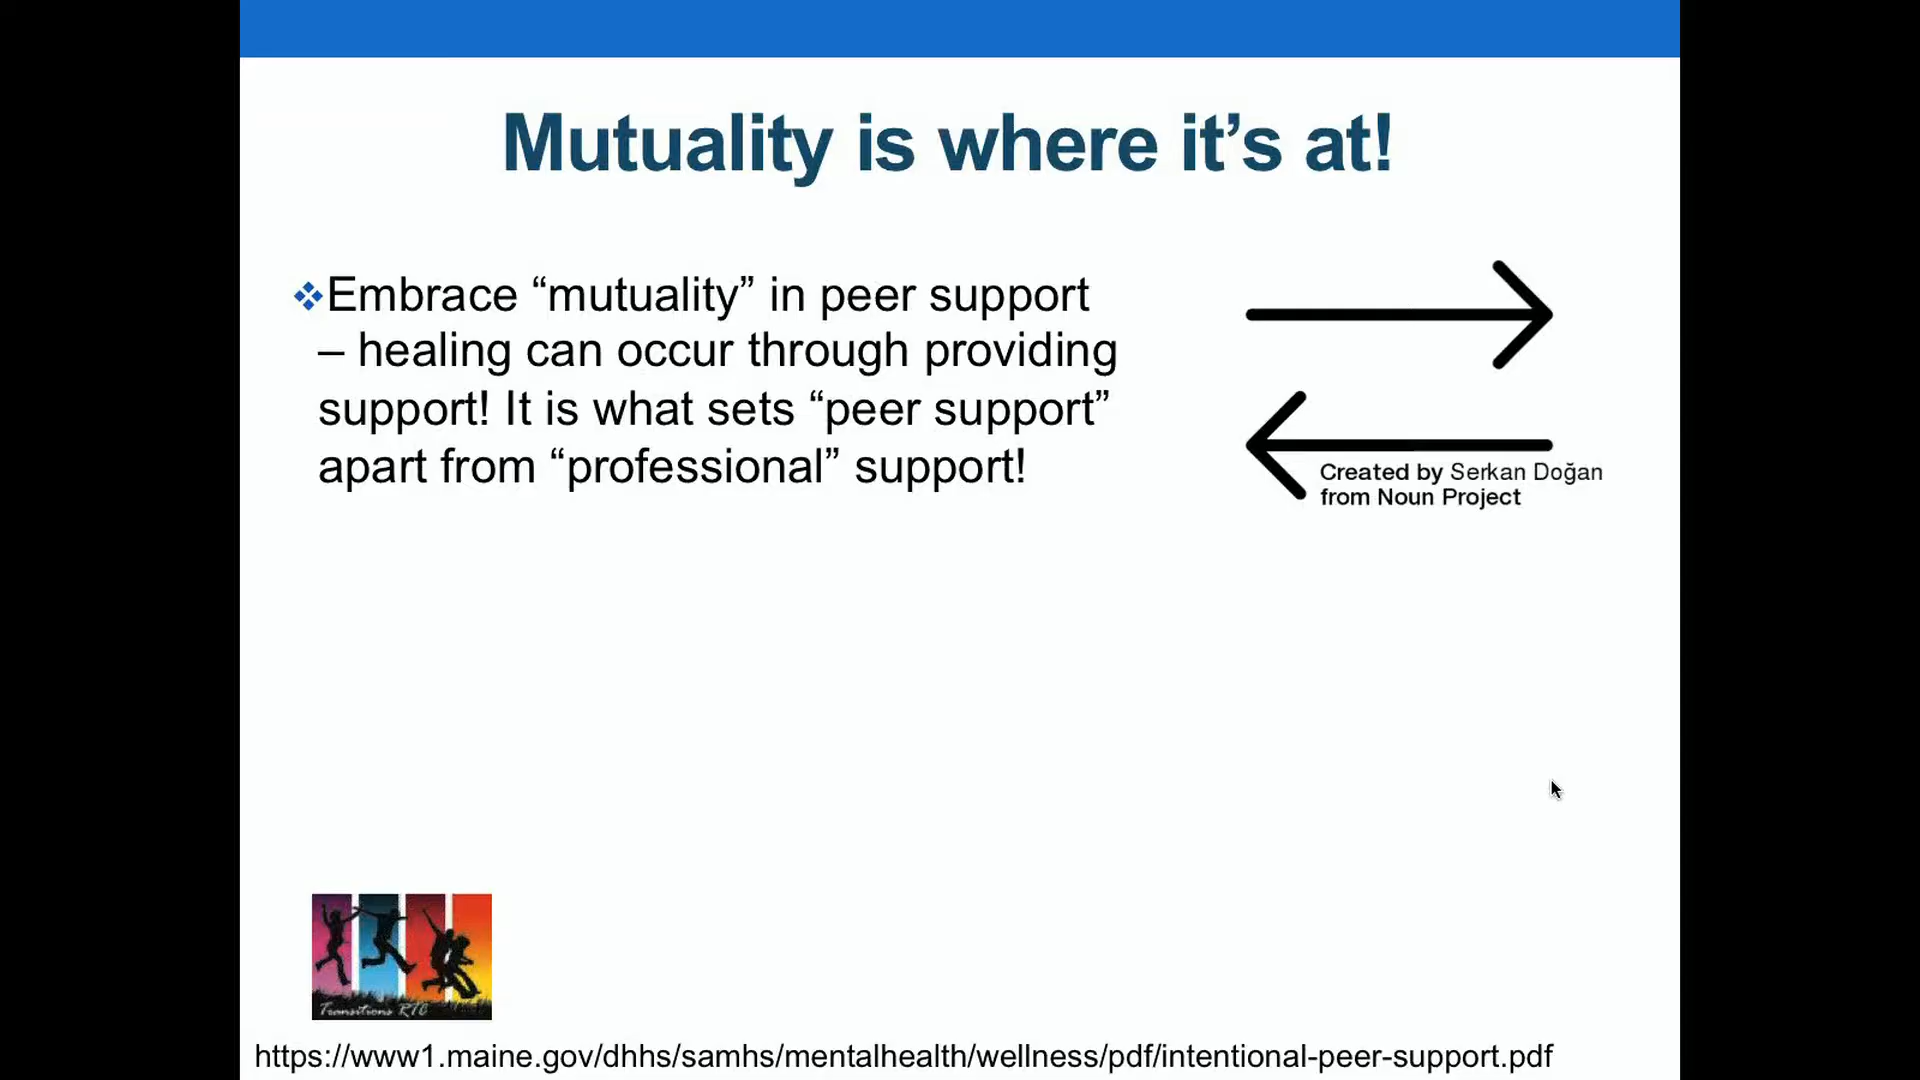 Mutuality is where it’s at!
❖Embrace “mutuality” in peer support
– healing can occur through providing
support! It is what sets “peer support”
apart from “professional” support!
Created by Serkan Doğan
from Noun Project
Transitions RTC
https://www1.maine.gov/dhhs/samhs/mentalhealth/wellness/pdf/intentional-peer-support.pdf